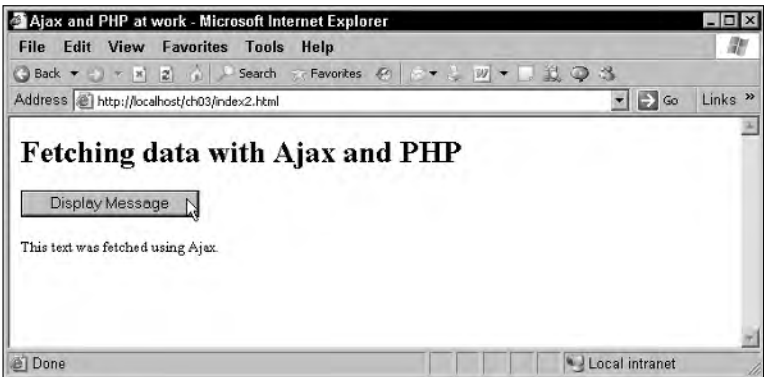 Ajax and PHP at work - Microsoft Internet Explorer
File Edit View Favorites Tools Help
Back Search Favorites
Address http://localhost/ch03/index2.html Go Links »
Fetching data with Ajax and PHP
Display Message
This text was fetched using Ajax.
Done Local intranet